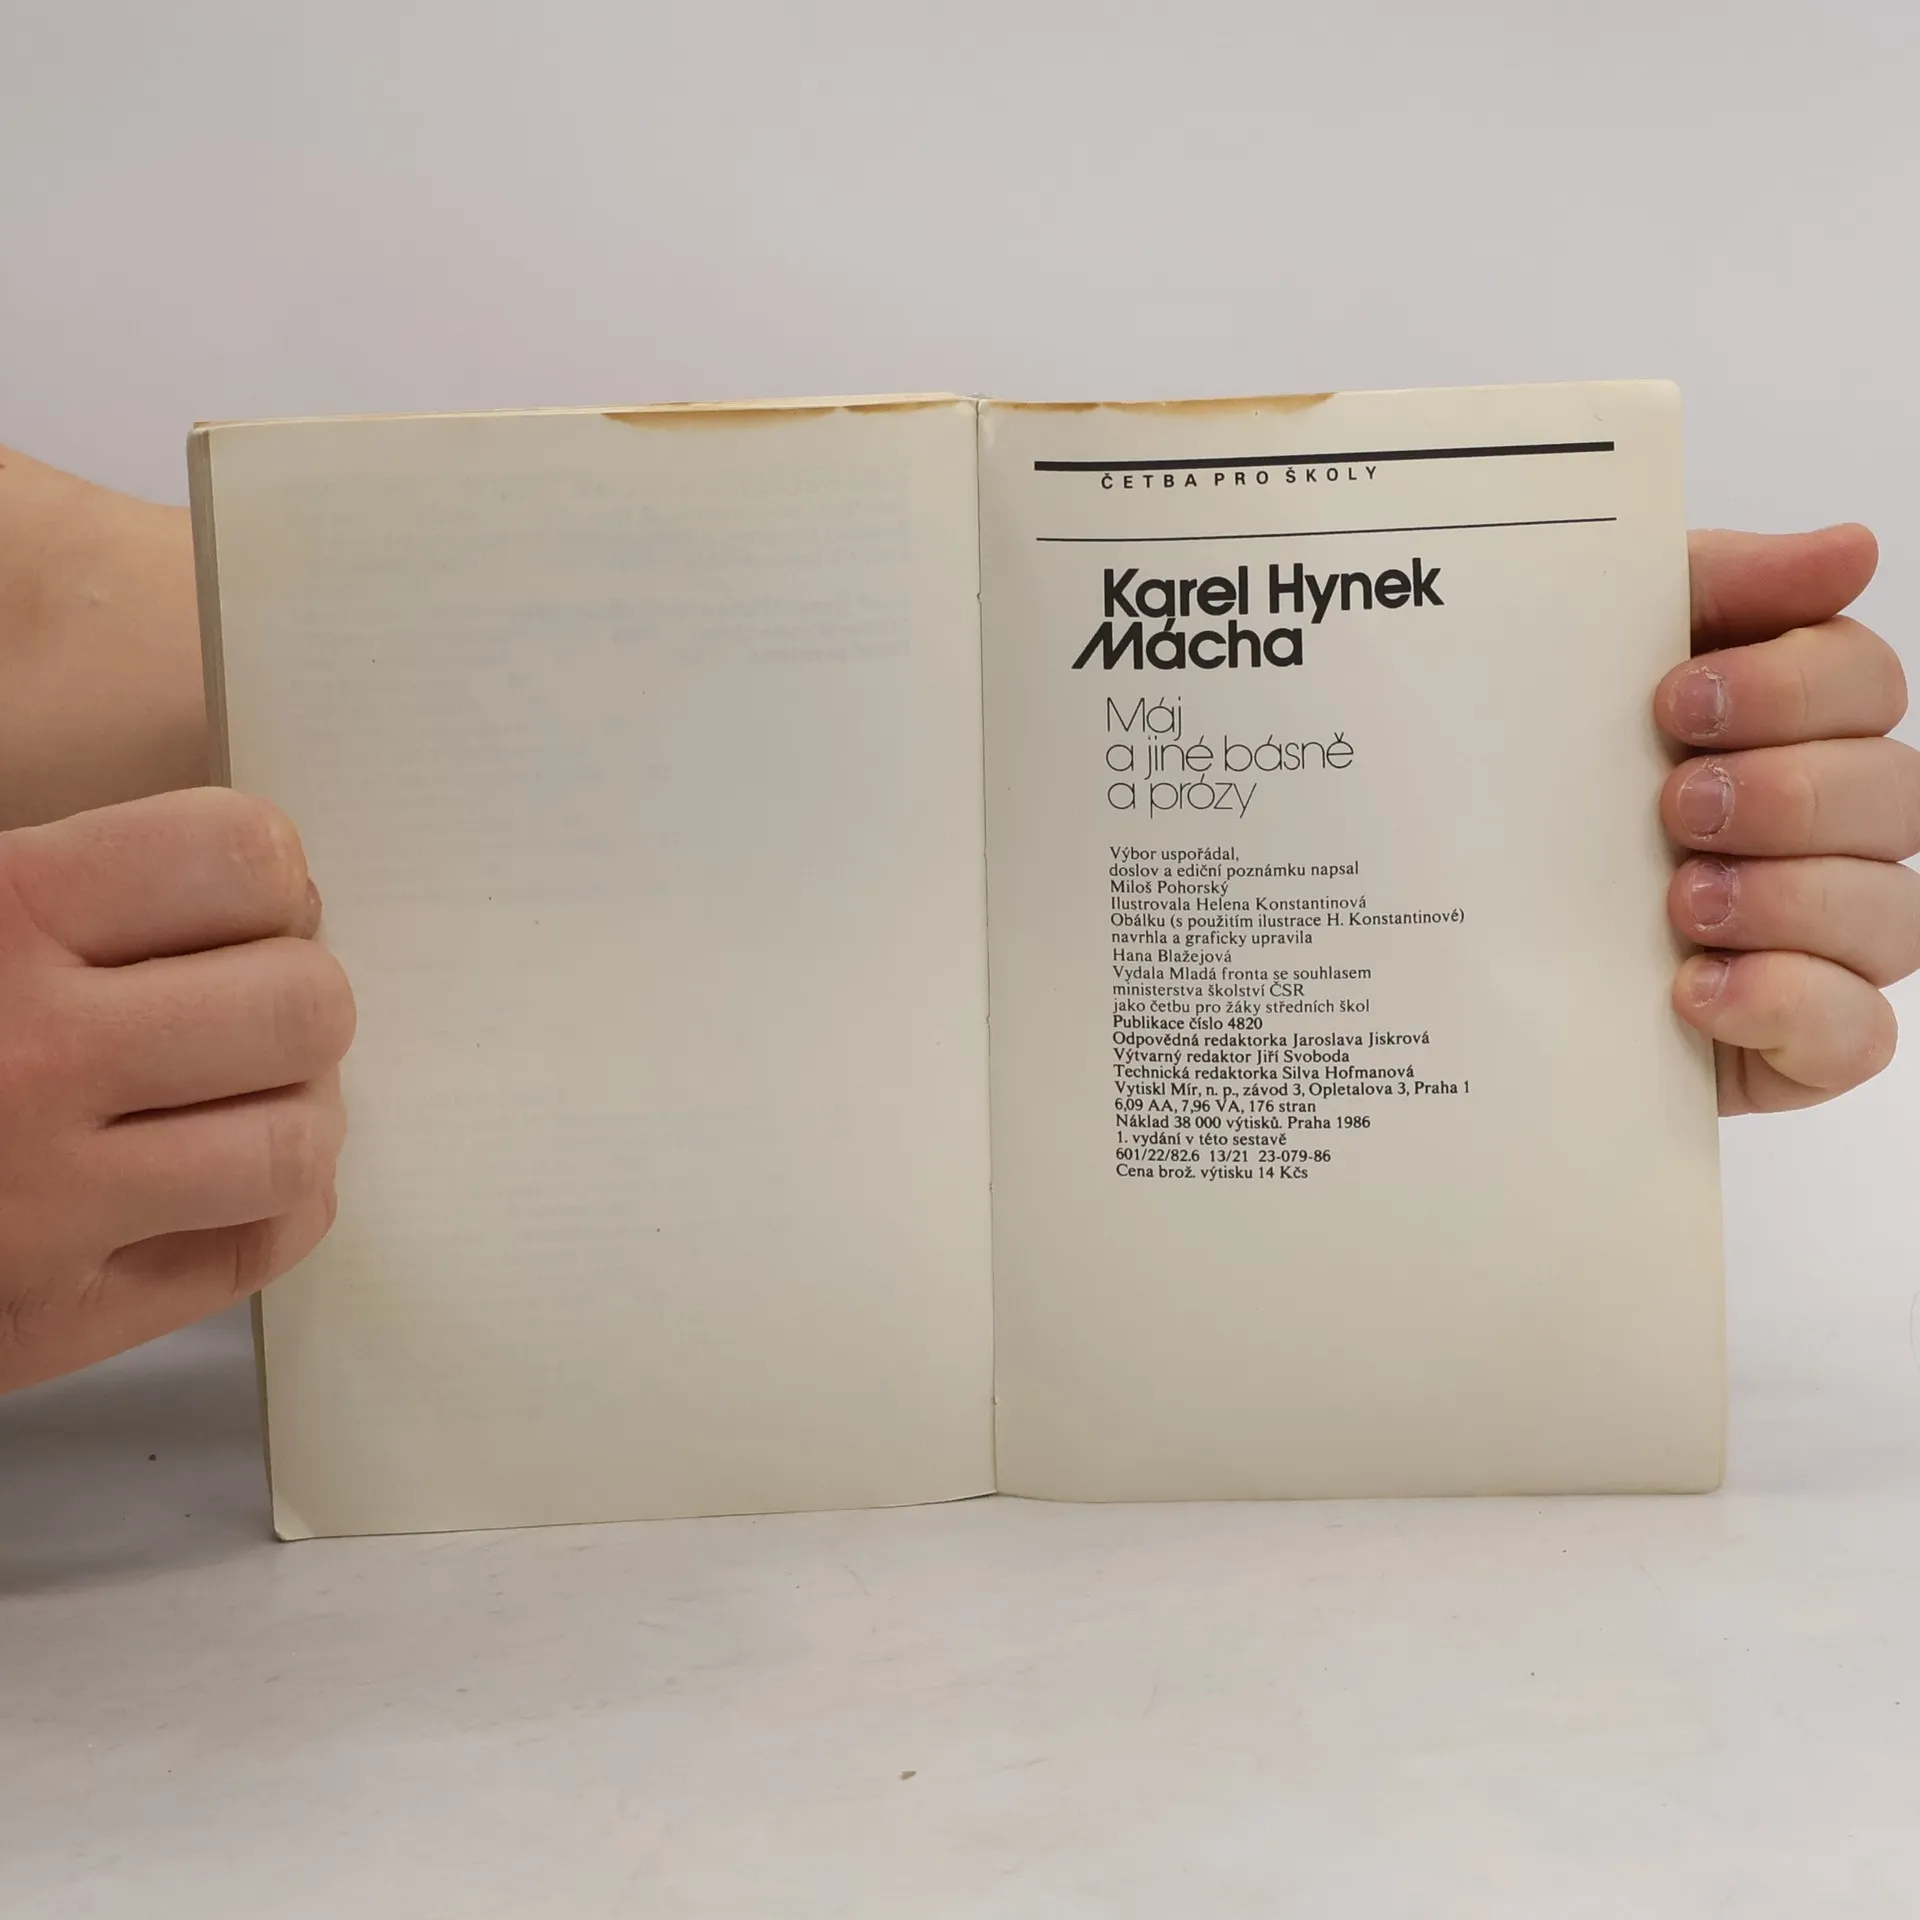 ČETBA PRO ŠKOLY
Karel Hynek
Mácha
Máj
a jiné básně
a prózy
Výbor uspořádal,
doslov a ediční poznámku napsal
Miloš Pohorský
Ilustrovala Helena Konstantinová
Obálku (s použitím ilustrace H. Konstantinové)
navrhla a graficky upravila
Hana Blažejová
Vydala Mladá fronta se souhlasem
ministerstva školství ČSR
jako četbu pro žáky středních škol
Publikace číslo 4820
Odpovědná redaktorka Jaroslava Jiskrová
Výtvarný redaktor Jiří Svoboda
Technická redaktorka Silva Hofmanová
Vytiskl Mír, n. p., závod 3, Opletalova 3, Praha 1
6,09 AA, 7,96 VA, 176 stran
Náklad 38 000 výtisků. Praha 1986
1. vydání v této sestavě
601/22/82.6 13/21 23-079-86
Cena brož. výtisku 14 Kčs